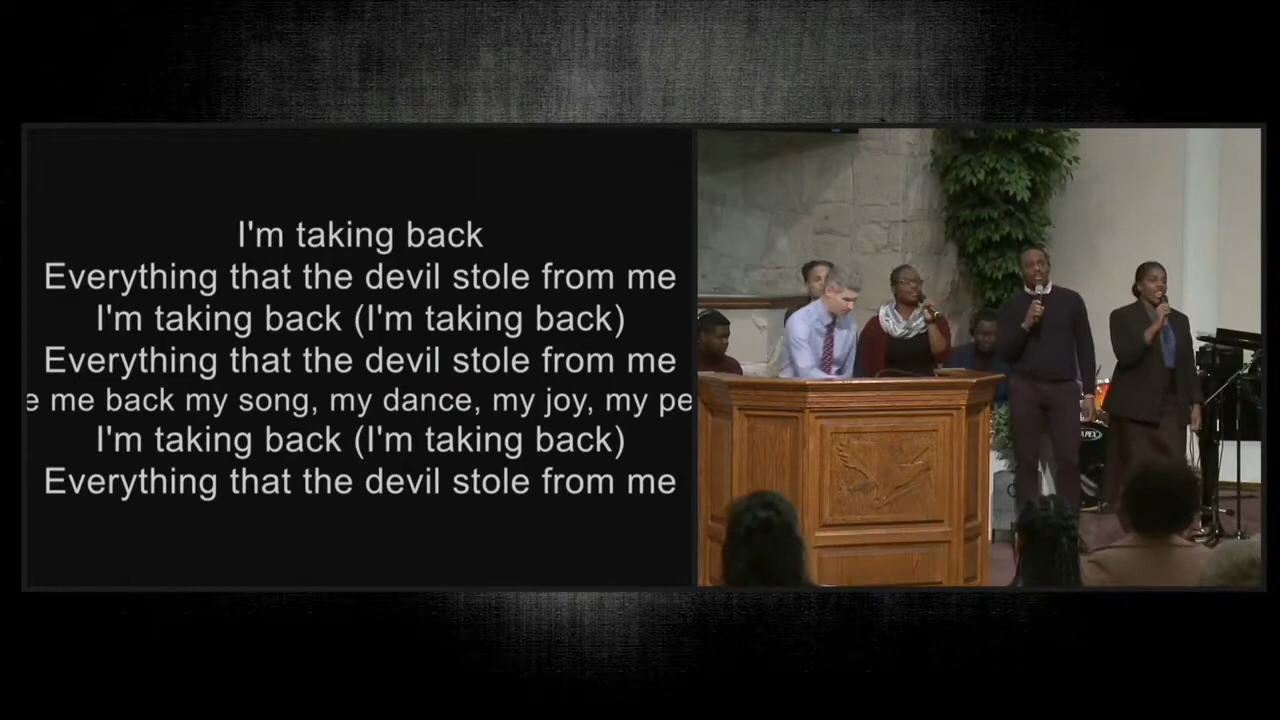 I'm taking back
Everything that the devil stole from me
I'm taking back (I'm taking back)
Everything that the devil stole from me
me back my song, my dance, my joy, my
I'm taking back (I'm taking back)
Everything that the devil stole from me